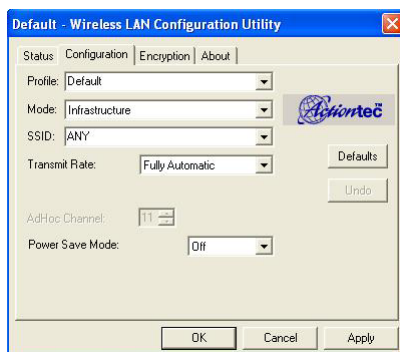 Default - Wireless LAN Configuration Utility
Status Configuration Encryption About
Profile: Default
Mode: Infrastructure
Actiontec™
SSID: ANY
Transmit Rate: Fully Automatic
Defaults
Undo
AdHoc Channel: 11
Power Save Mode: Off
OK Cancel Apply